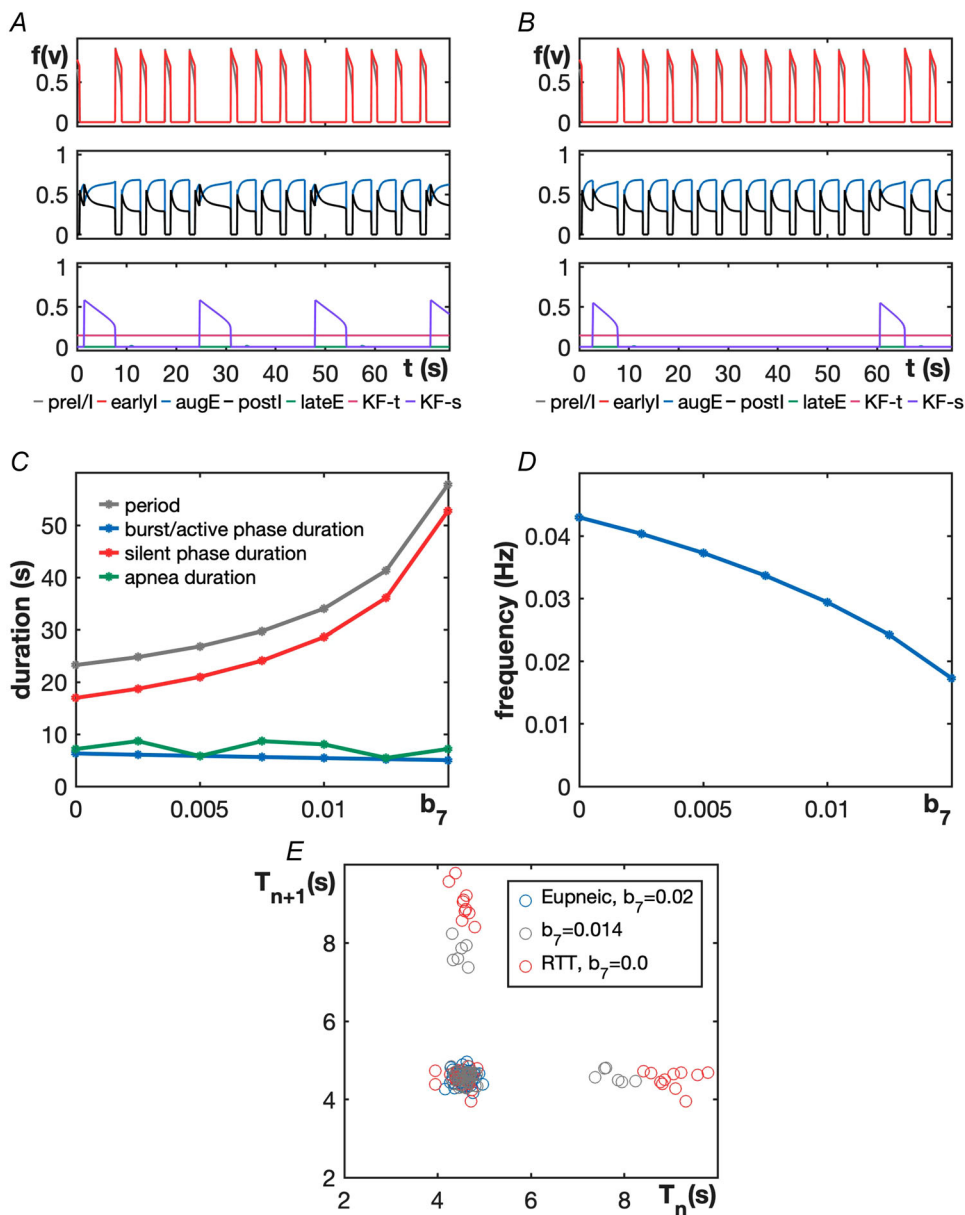 A
B
f(v)
0.5
0
f(v)
0.5
0
1
0.5
0
1
0.5
0
1
0.5
0
1
0.5
0
0 10 20 30 40 50 60 t (s)
0 10 20 30 40 50 60 t (s)
preI/I earlyI augE postI lateE KF-t KF-s
preI/I earlyI augE postI lateE KF-t KF-s
C
D
period
burst/active phase duration
silent phase duration
apnea duration
duration (s)
50
40
30
20
10
0
0 0.005 0.01 b7
frequency (Hz)
0.04
0.03
0.02
0.01
0
0 0.005 0.01 b7
E
Tn+1(s)
Eupneic, b7=0.02
b7=0.014
RTT, b7=0.0
8
6
4
2
2 4 6 8 Tn(s)